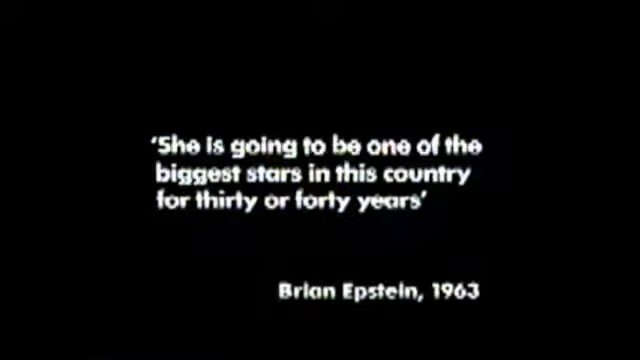 'She is going to be one of the
biggest stars in this country
for thirty or forty years'
Brian Epstein, 1963